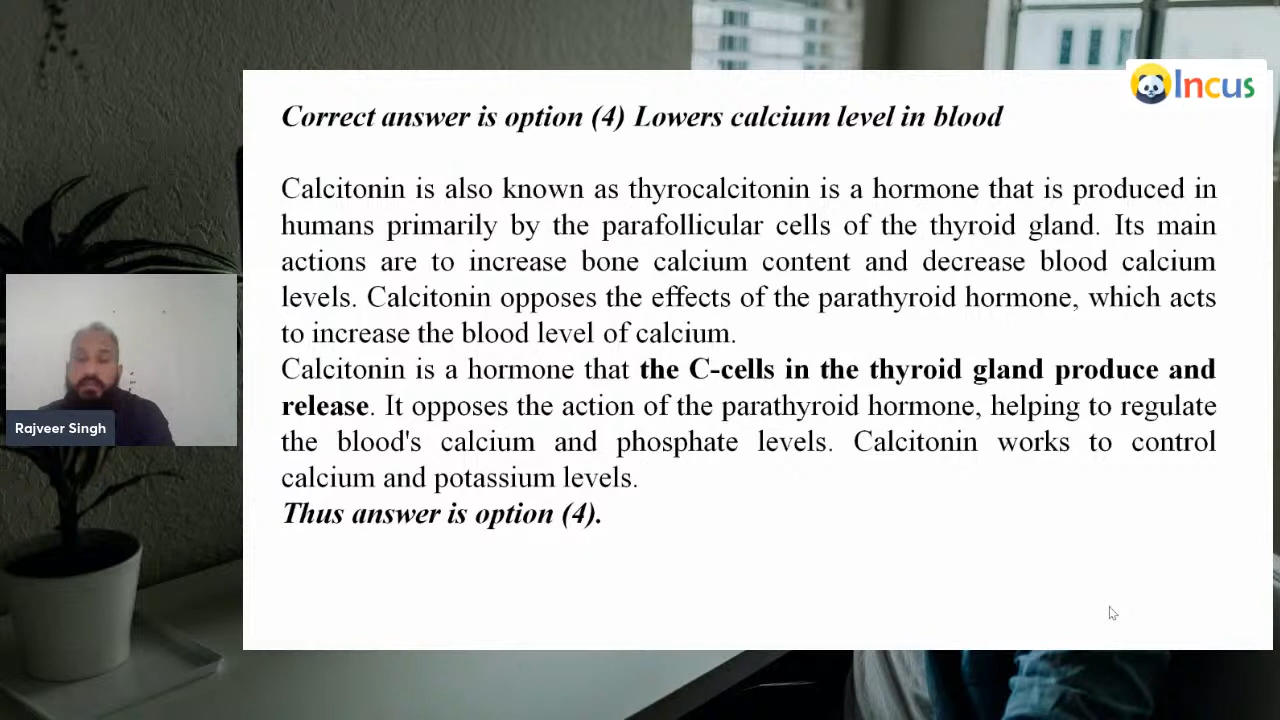 Incus
Correct answer is option (4) Lowers calcium level in blood
Calcitonin is also known as thyrocalcitonin is a hormone that is produced in
humans primarily by the parafollicular cells of the thyroid gland. Its main
actions are to increase bone calcium content and decrease blood calcium
levels. Calcitonin opposes the effects of the parathyroid hormone, which acts
to increase the blood level of calcium.
Calcitonin is a hormone that the C-cells in the thyroid gland produce and
release. It opposes the action of the parathyroid hormone, helping to regulate
the blood's calcium and phosphate levels. Calcitonin works to control
calcium and potassium levels.
Thus answer is option (4).
Rajveer Singh